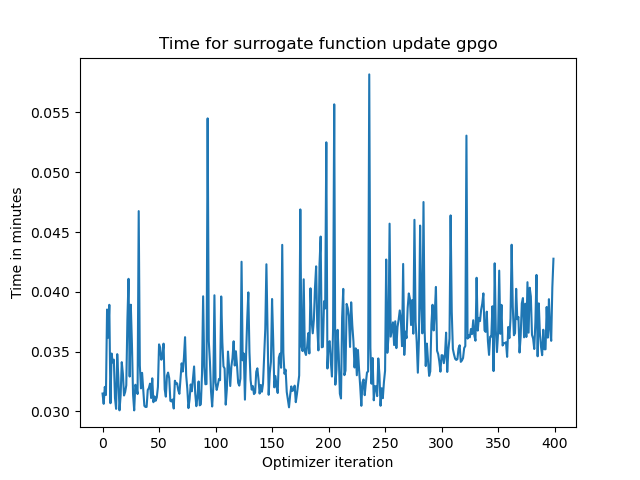 Time for surrogate function update gpgo
0.055
0.050
0.045
0.040
0.035
0.030
Time in minutes
0 50 100 150 200 250 300 350 400
Optimizer iteration